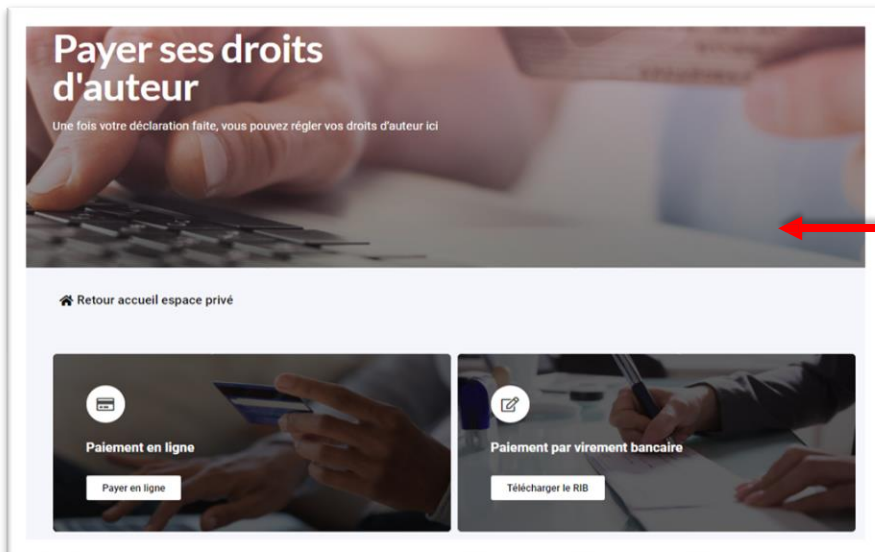 Payer ses droits
d'auteur
Une fois votre déclaration faite, vous pouvez régler vos droits d'auteur ici
Retour accueil espace privé
Paiement en ligne
Payer en ligne
Paiement par virement bancaire
Télécharger le RIB